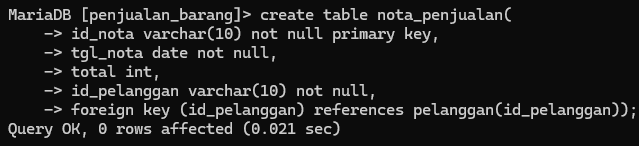 MariaDB [penjualan_barang]> create table nota_penjualan(
    -> id_nota varchar(10) not null primary key,
    -> tgl_nota date not null,
    -> total int,
    -> id_pelanggan varchar(10) not null,
    -> foreign key (id_pelanggan) references pelanggan(id_pelanggan));
Query OK, 0 rows affected (0.021 sec)